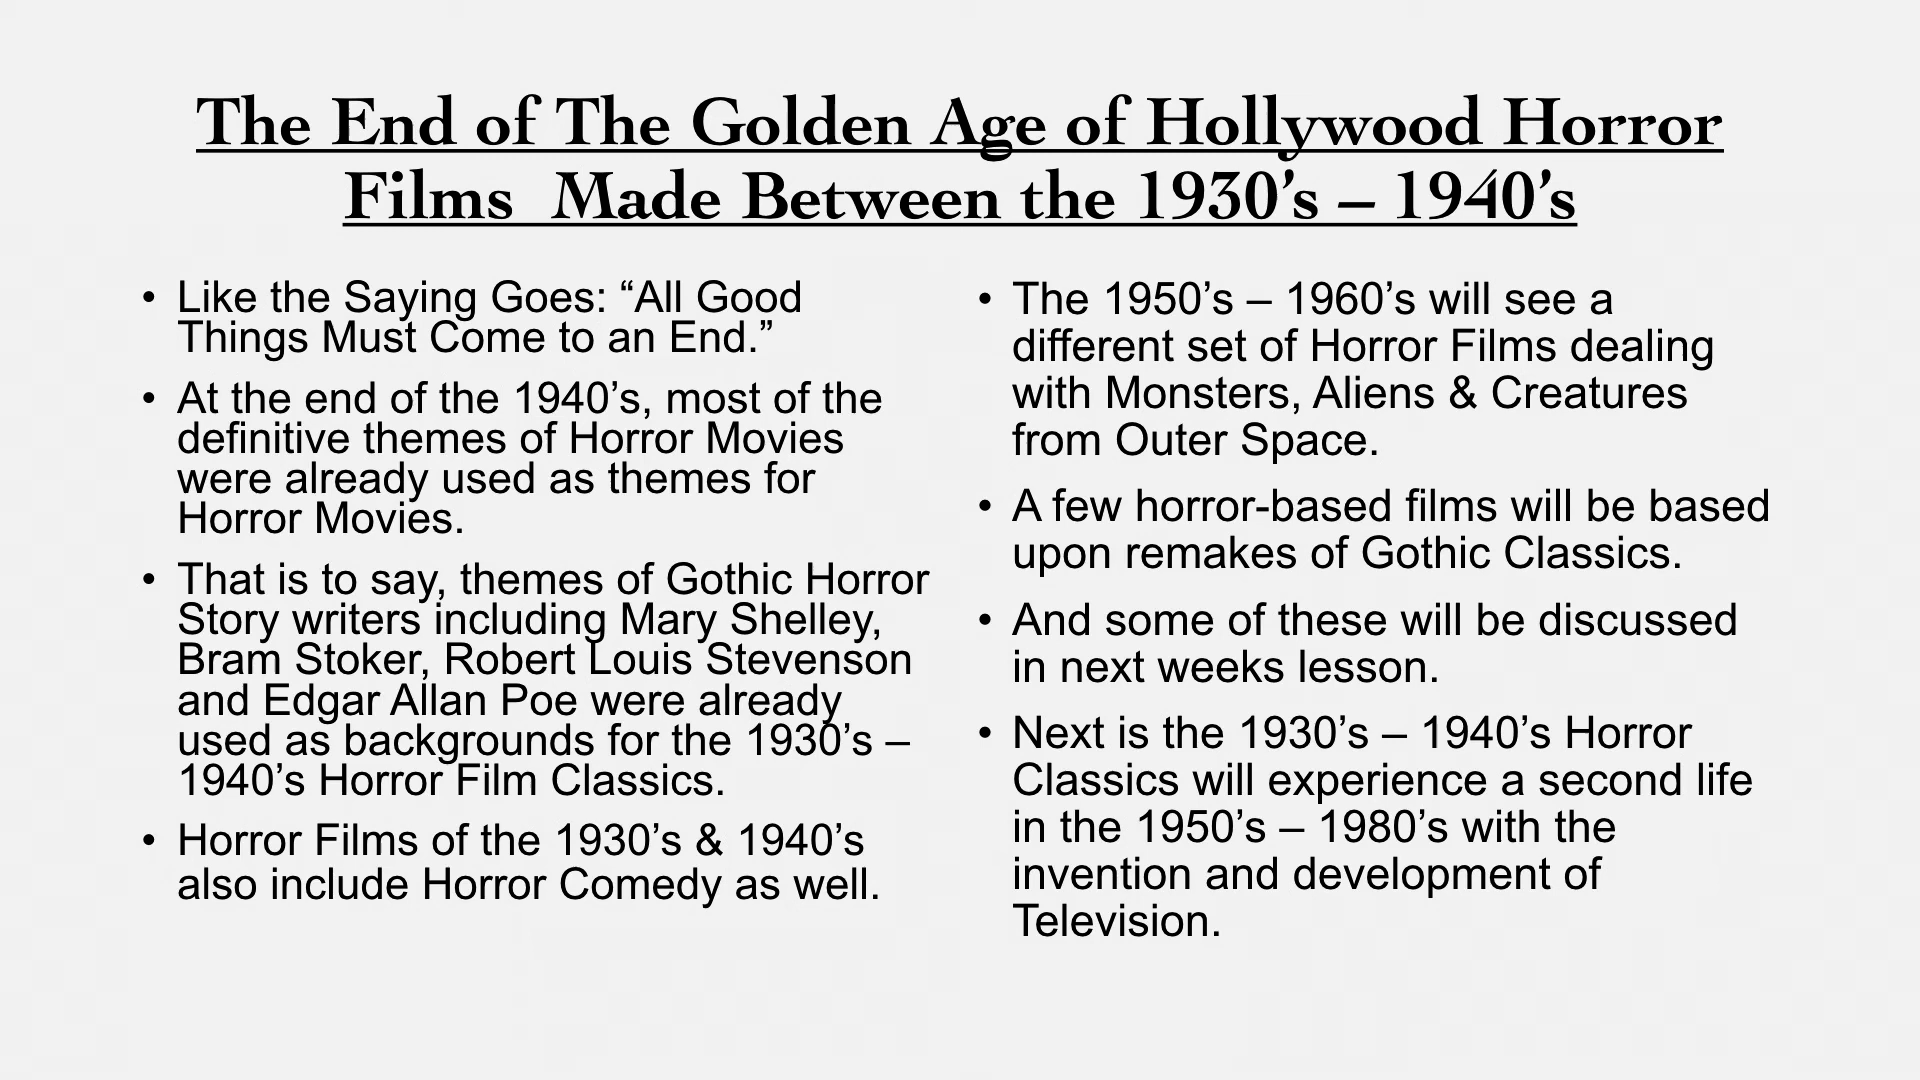 The End of The Golden Age of Hollywood Horror
Films  Made Between the 1930’s – 1940’s
• Like the Saying Goes: “All Good
Things Must Come to an End.”
• At the end of the 1940’s, most of the
definitive themes of Horror Movies
were already used as themes for
Horror Movies.
• That is to say, themes of Gothic Horror
Story writers including Mary Shelley,
Bram Stoker, Robert Louis Stevenson
and Edgar Allan Poe were already
used as backgrounds for the 1930’s –
1940’s Horror Film Classics.
• Horror Films of the 1930’s & 1940’s
also include Horror Comedy as well.
• The 1950’s – 1960’s will see a
different set of Horror Films dealing
with Monsters, Aliens & Creatures
from Outer Space.
• A few horror-based films will be based
upon remakes of Gothic Classics.
• And some of these will be discussed
in next weeks lesson.
• Next is the 1930’s – 1940’s Horror
Classics will experience a second life
in the 1950’s – 1980’s with the
invention and development of
Television.